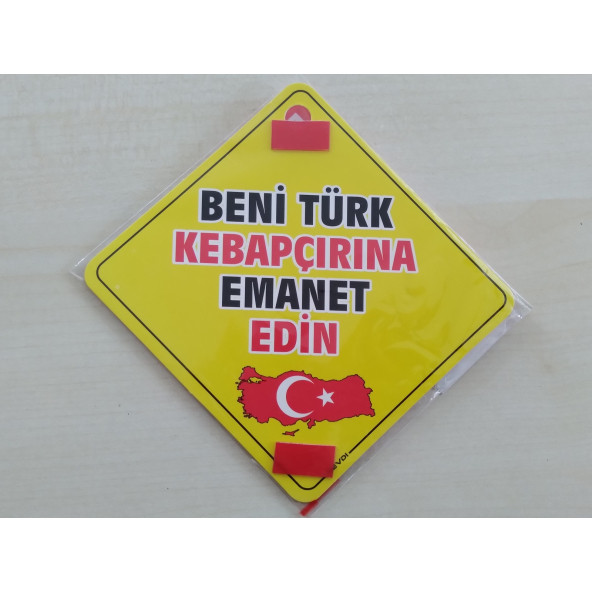 BENİ TÜRK
KEBAPÇIRINA
EMANET
EDİN